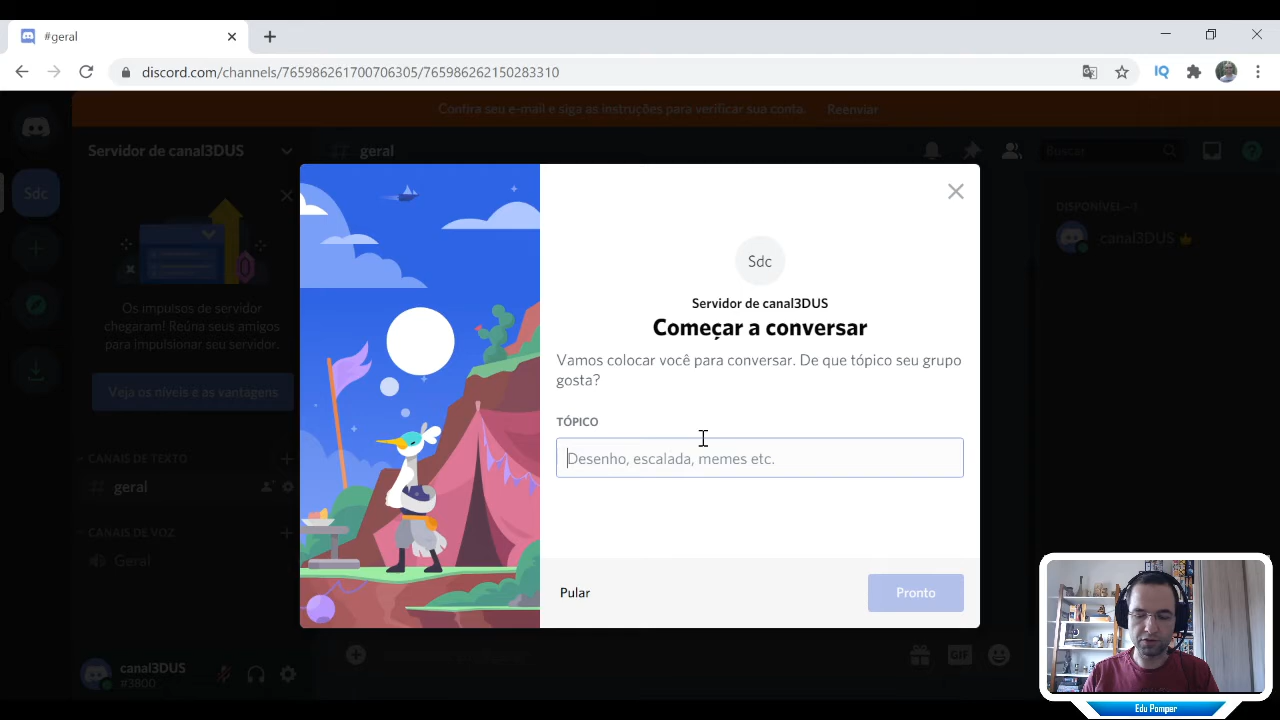 #geral
discord.com/channels/765986261700706305/765986262150283310
IQ
Confira seu e-mail e siga as instruções para verificar sua conta. Reenviar
Servidor de canal3DUS
# geral
Buscar
Sdc
Os impulsos de servidor
chegaram! Reúna seus amigos
para impulsionar seu servidor.
Veja os níveis e as vantagens
CANAIS DE TEXTO
# geral
CANAIS DE VOZ
Geral
canal3DUS
#3800
Sdc
Servidor de canal3DUS
Começar a conversar
Vamos colocar você para conversar. De que tópico seu grupo
gosta?
TÓPICO
Desenho, escalada, memes etc.
Pular
Pronto
DISPONÍVEL—1
canal3DUS
GIF
Edu Pomper